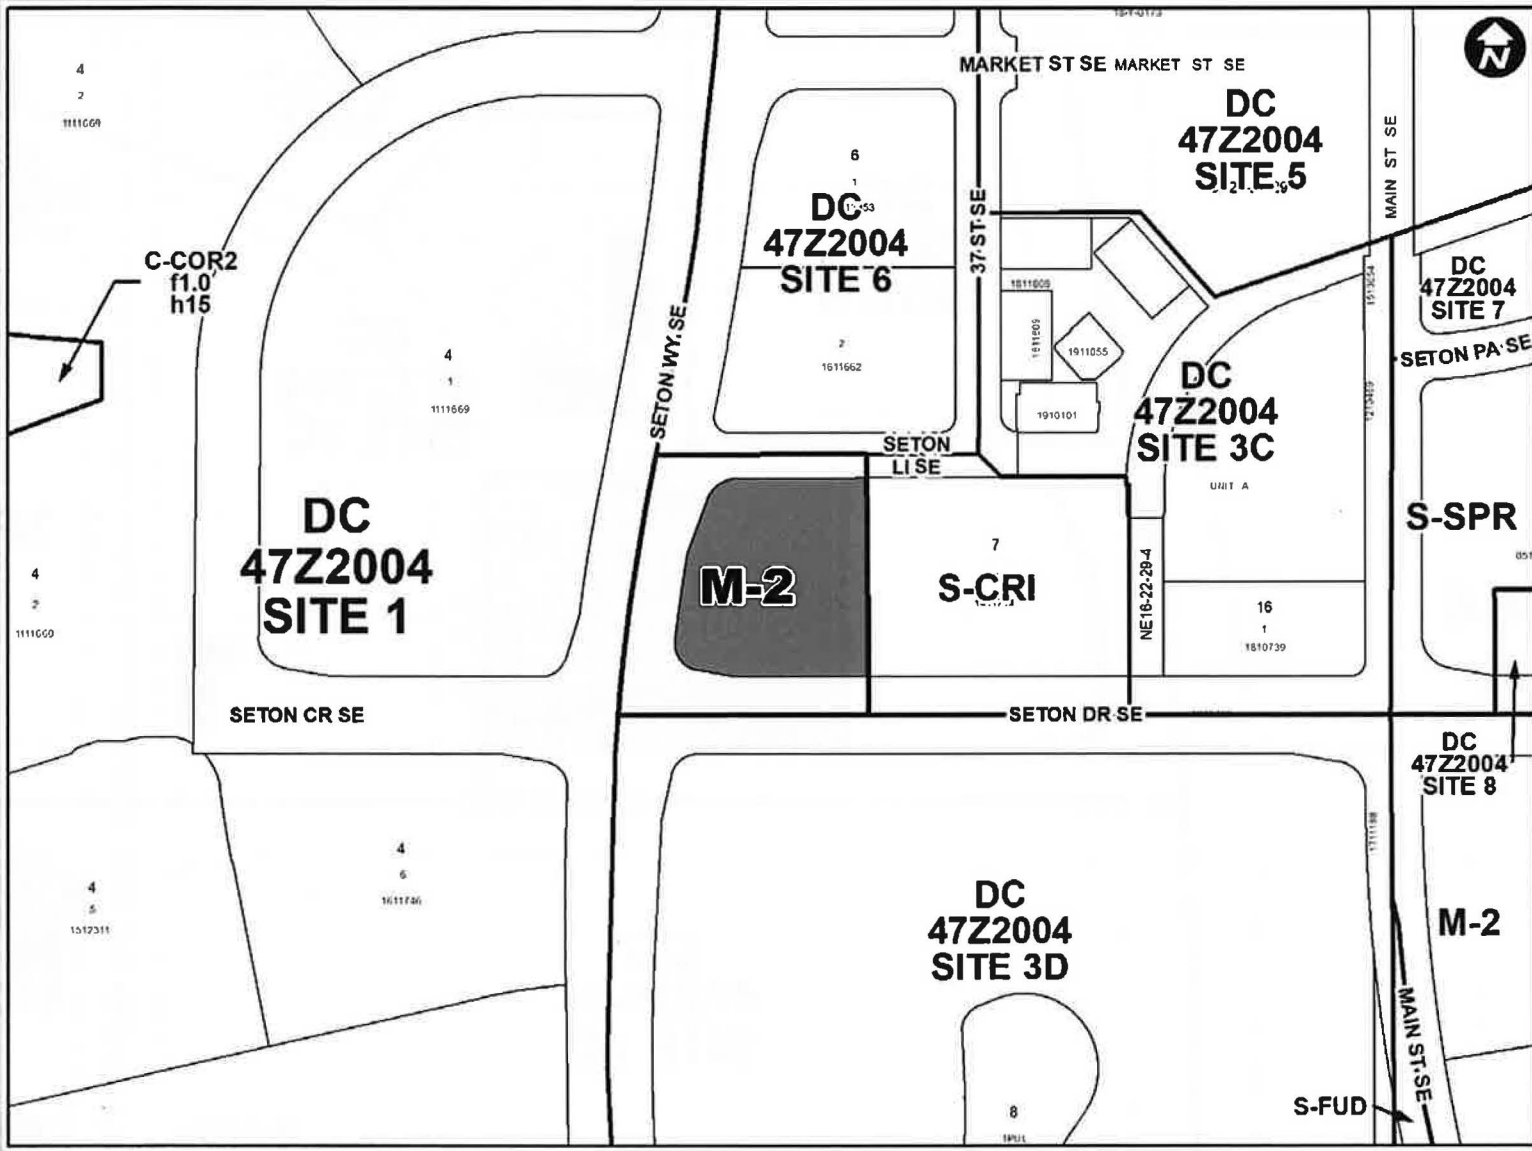 N
MARKET ST SE MARKET ST SE
4
2
1111669
DC
47Z2004
SITE 5
MAIN ST SE
6
1
DC
47Z2004
SITE 6
37 ST SE
C-COR2
f1.0
h15
1811609
1811609
1911055
1910101
1513054
DC
47Z2004
SITE 7
SETON PA SE
SETON WY SE
2
1611662
4
1
1111669
DC
47Z2004
SITE 3C
UNIT A
SETON
LI SE
DC
47Z2004
SITE 1
M-2
7
S-CRI
NE16-22-29-4
S-SPR
4
2
16
1
1810739
SETON CR SE
SETON DR SE
DC
47Z2004
SITE 8
1711188
4
6
1611746
4
5
1512311
DC
47Z2004
SITE 3D
M-2
MAIN ST SE
S-FUD
8